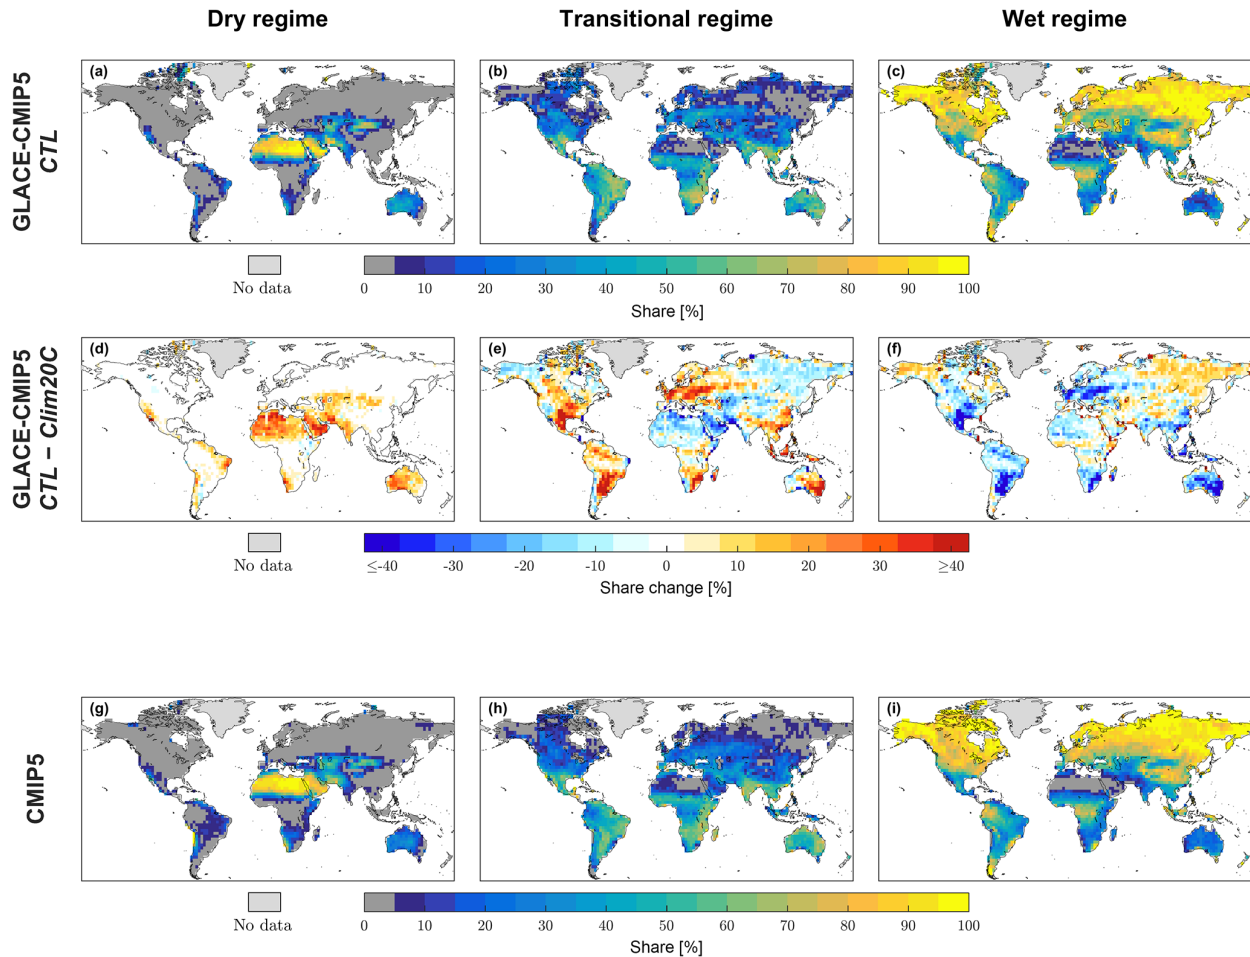 Dry regime
Transitional regime
Wet regime
GLACE-CMIP5
CTL
(a)
(b)
(c)
No data
0 10 20 30 40 50 60 70 80 90 100
Share [%]
GLACE-CMIP5
CTL – Clim20C
(d)
(e)
(f)
No data
≤-40 -30 -20 -10 0 10 20 30 ≥40
Share change [%]
CMIP5
(g)
(h)
(i)
No data
0 10 20 30 40 50 60 70 80 90 100
Share [%]